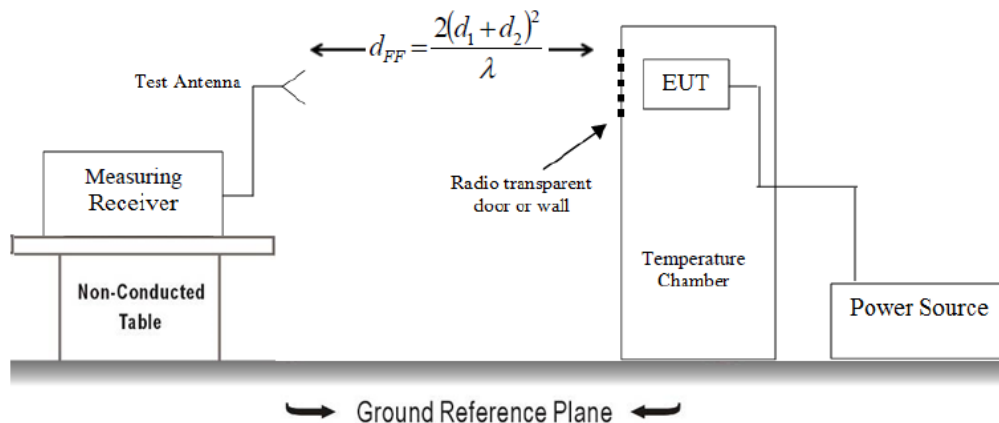 d_FF = 2(d_1 + d_2)^2 / λ
Test Antenna
EUT
Measuring
Receiver
Radio transparent
door or wall
Temperature
Chamber
Non-Conducted
Table
Power Source
Ground Reference Plane